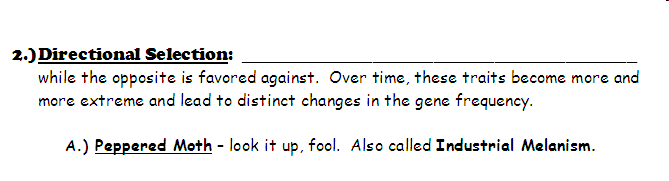 2.) Directional Selection: ______________________________________________
while the opposite is favored against.  Over time, these traits become more and
more extreme and lead to distinct changes in the gene frequency.
A.) Peppered Moth - look it up, fool.  Also called Industrial Melanism.